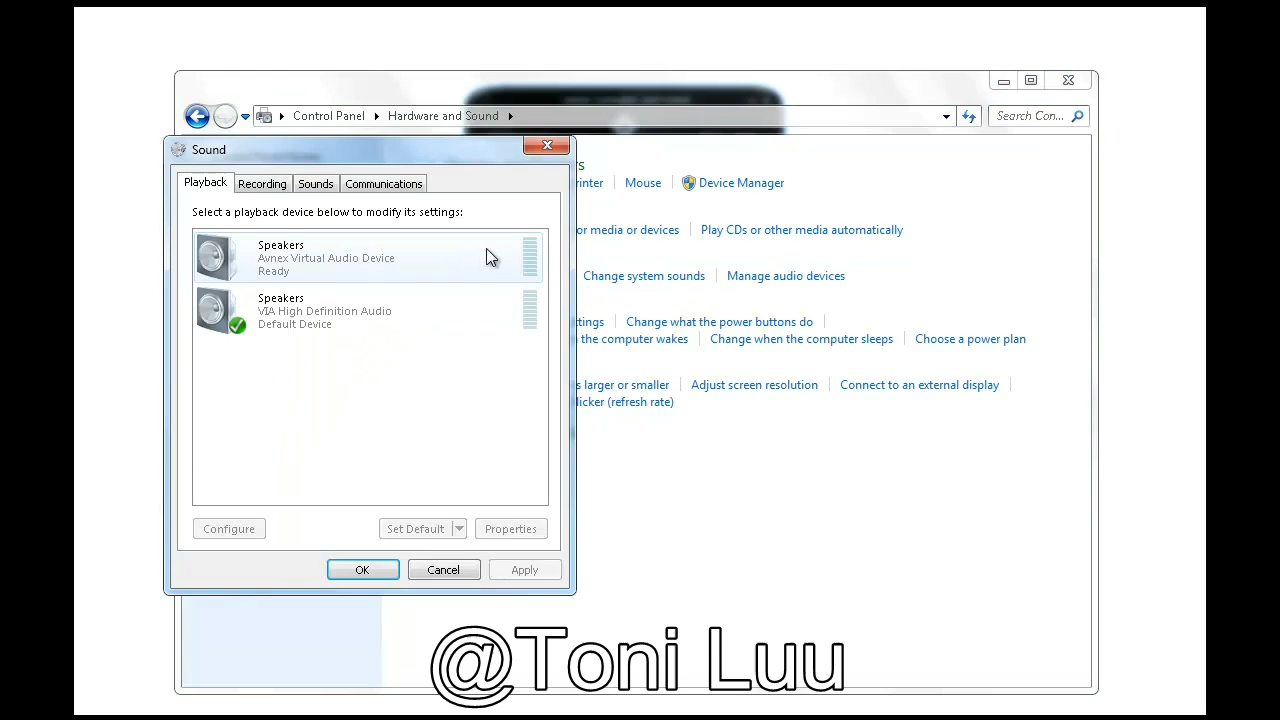 Control Panel
Hardware and Sound
Search Con...
Sound
Playback
Recording
Sounds
Communications
Select a playback device below to modify its settings:
Speakers
Avnex Virtual Audio Device
Ready
Speakers
VIA High Definition Audio
Default Device
Configure
Set Default
Properties
OK
Cancel
Apply
Mouse
Device Manager
or media or devices
Play CDs or other media automatically
Change system sounds
Manage audio devices
Change what the power buttons do
the computer wakes
Change when the computer sleeps
Choose a power plan
larger or smaller
Adjust screen resolution
Connect to an external display
(refresh rate)
@Toni Luu